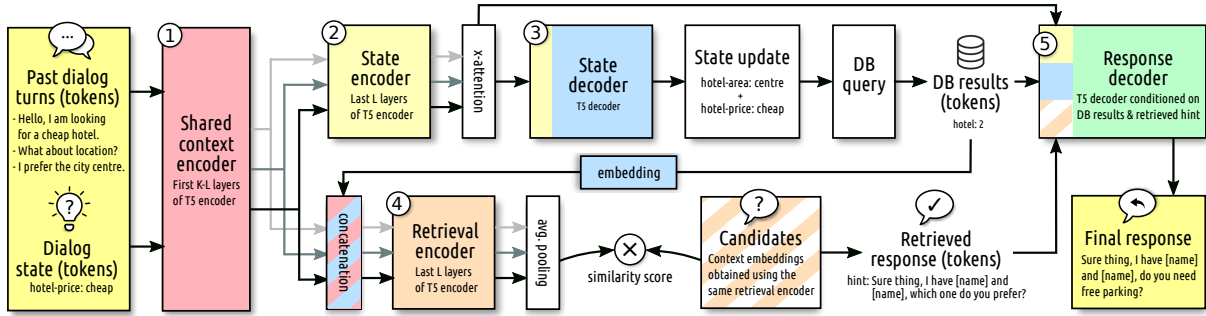 ...
Past dialog
turns (tokens)
- Hello, I am looking
for a cheap hotel.
- What about location?
- I prefer the city centre.
?
Dialog
state (tokens)
hotel-price: cheap
1
Shared
context
encoder
First K-L layers
of T5 encoder
2
State
encoder
Last L layers
of T5 encoder
x-attention
3
State
decoder
T5 decoder
State update
hotel-area: centre
+
hotel-price: cheap
DB
query
DB results
(tokens)
hotel: 2
5
Response
decoder
T5 decoder conditioned on
DB results & retrieved hint
embedding
concatenation
4
Retrieval
encoder
Last L layers
of T5 encoder
avg. pooling
×
similarity score
?
Candidates
Context embeddings
obtained using the
same retrieval encoder
✓
Retrieved
response (tokens)
hint: Sure thing, I have [name] and
[name], which one do you prefer?
Final response
Sure thing, I have [name]
and [name], do you need
free parking?